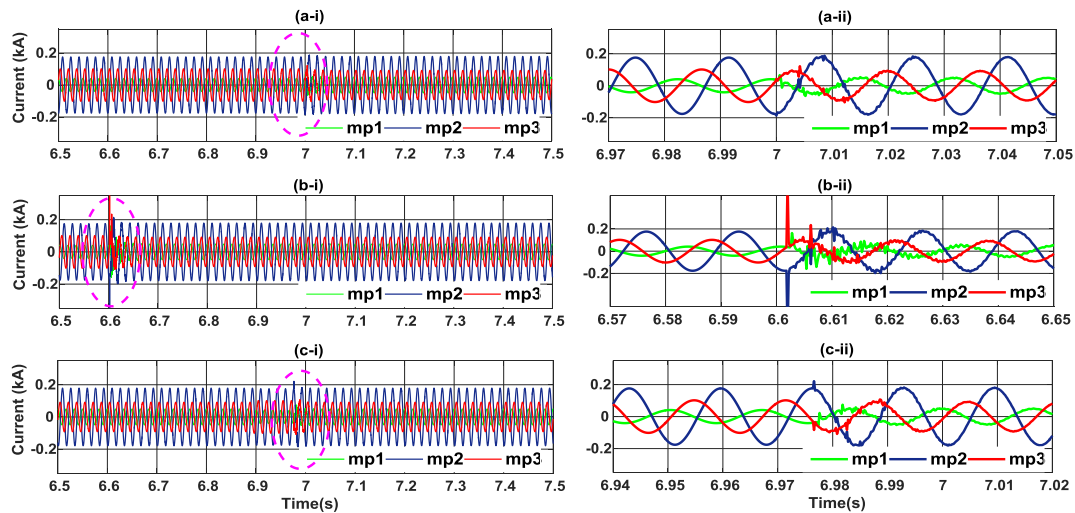 (a-i)
Current (kA)
0.2
0
-0.2
mp1 mp2 mp3
6.5 6.6 6.7 6.8 6.9 7 7.1 7.2 7.3 7.4 7.5
(a-ii)
0.2
0
-0.2
mp1 mp2 mp3
6.97 6.98 6.99 7 7.01 7.02 7.03 7.04 7.05
(b-i)
Current (kA)
0.2
0
-0.2
mp1 mp2 mp3
6.5 6.6 6.7 6.8 6.9 7 7.1 7.2 7.3 7.4 7.5
(b-ii)
0.2
0
-0.2
mp1 mp2 mp3
6.57 6.58 6.59 6.6 6.61 6.62 6.63 6.64 6.65
(c-i)
Current (kA)
0.2
0
-0.2
mp1 mp2 mp3
6.5 6.6 6.7 6.8 6.9 7 7.1 7.2 7.3 7.4 7.5
Time(s)
(c-ii)
0.2
0
-0.2
mp1 mp2 mp3
6.94 6.95 6.96 6.97 6.98 6.99 7 7.01 7.02
Time(s)